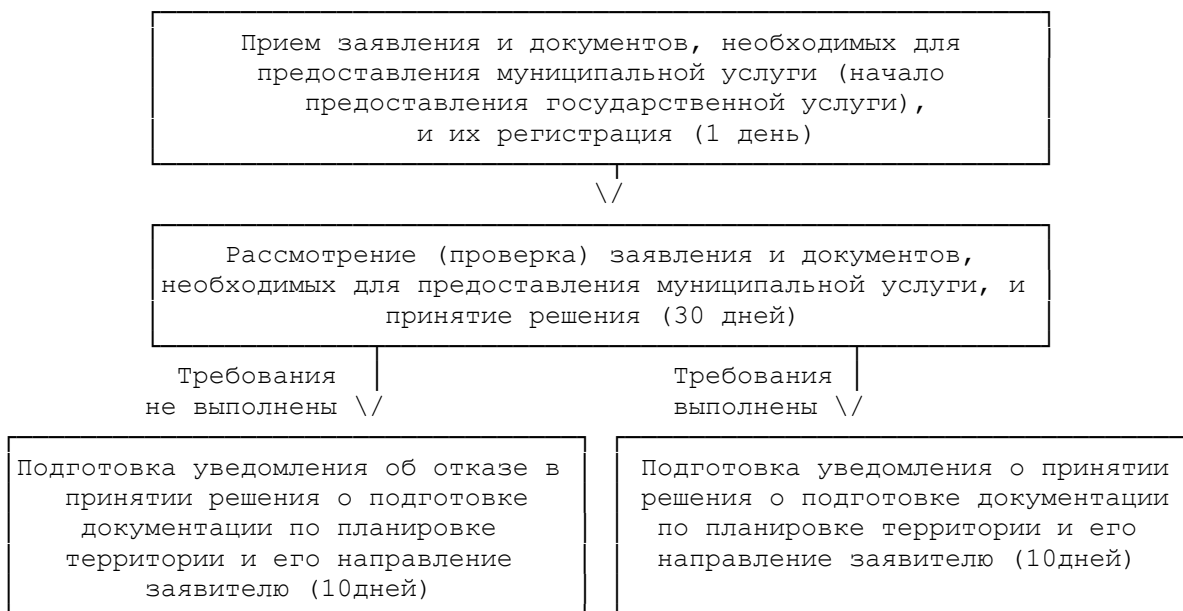 Прием заявления и документов, необходимых для
предоставления муниципальной услуги (начало
предоставления государственной услуги),
и их регистрация (1 день)
\/
Рассмотрение (проверка) заявления и документов,
необходимых для предоставления муниципальной услуги, и
принятие решения (30 дней)
Требования
не выполнены \/
Требования
выполнены \/
Подготовка уведомления об отказе в
принятии решения о подготовке
документации по планировке
территории и его направление
заявителю (10дней)
Подготовка уведомления о принятии
решения о подготовке документации
по планировке территории и его
направление заявителю (10дней)